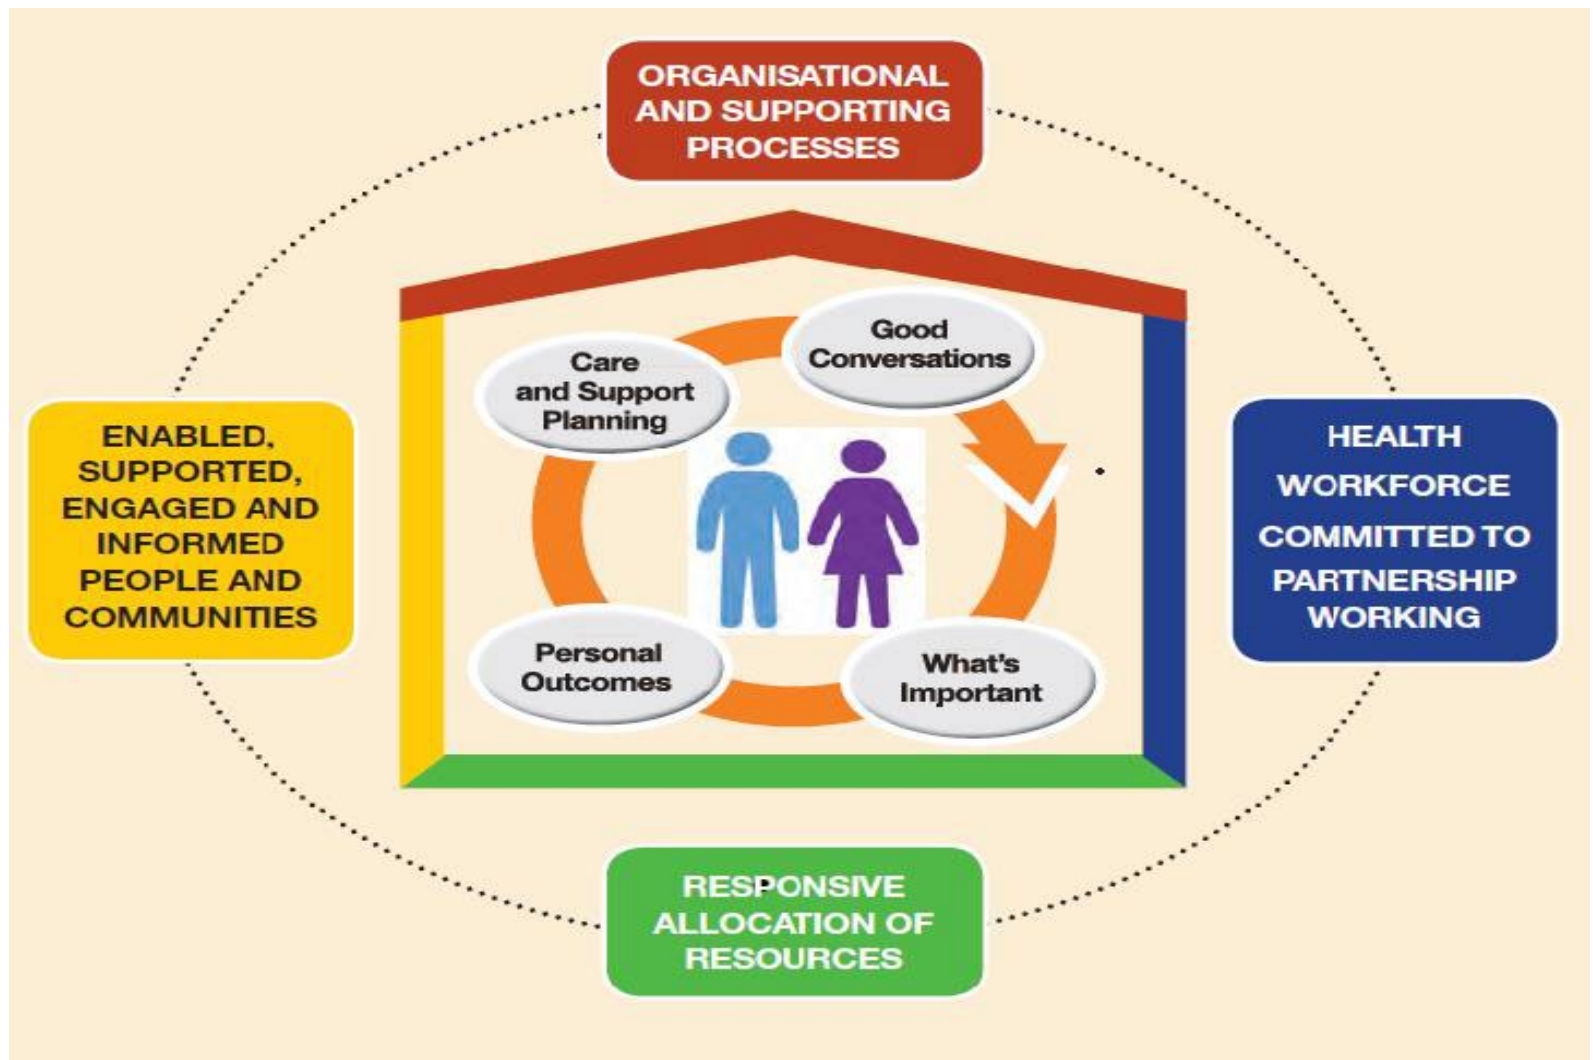 ORGANISATIONAL
AND SUPPORTING
PROCESSES
Good
Conversations
Care
and Support
Planning
ENABLED,
SUPPORTED,
ENGAGED AND
INFORMED
PEOPLE AND
COMMUNITIES
HEALTH
WORKFORCE
COMMITTED TO
PARTNERSHIP
WORKING
Personal
Outcomes
What's
Important
RESPONSIVE
ALLOCATION OF
RESOURCES